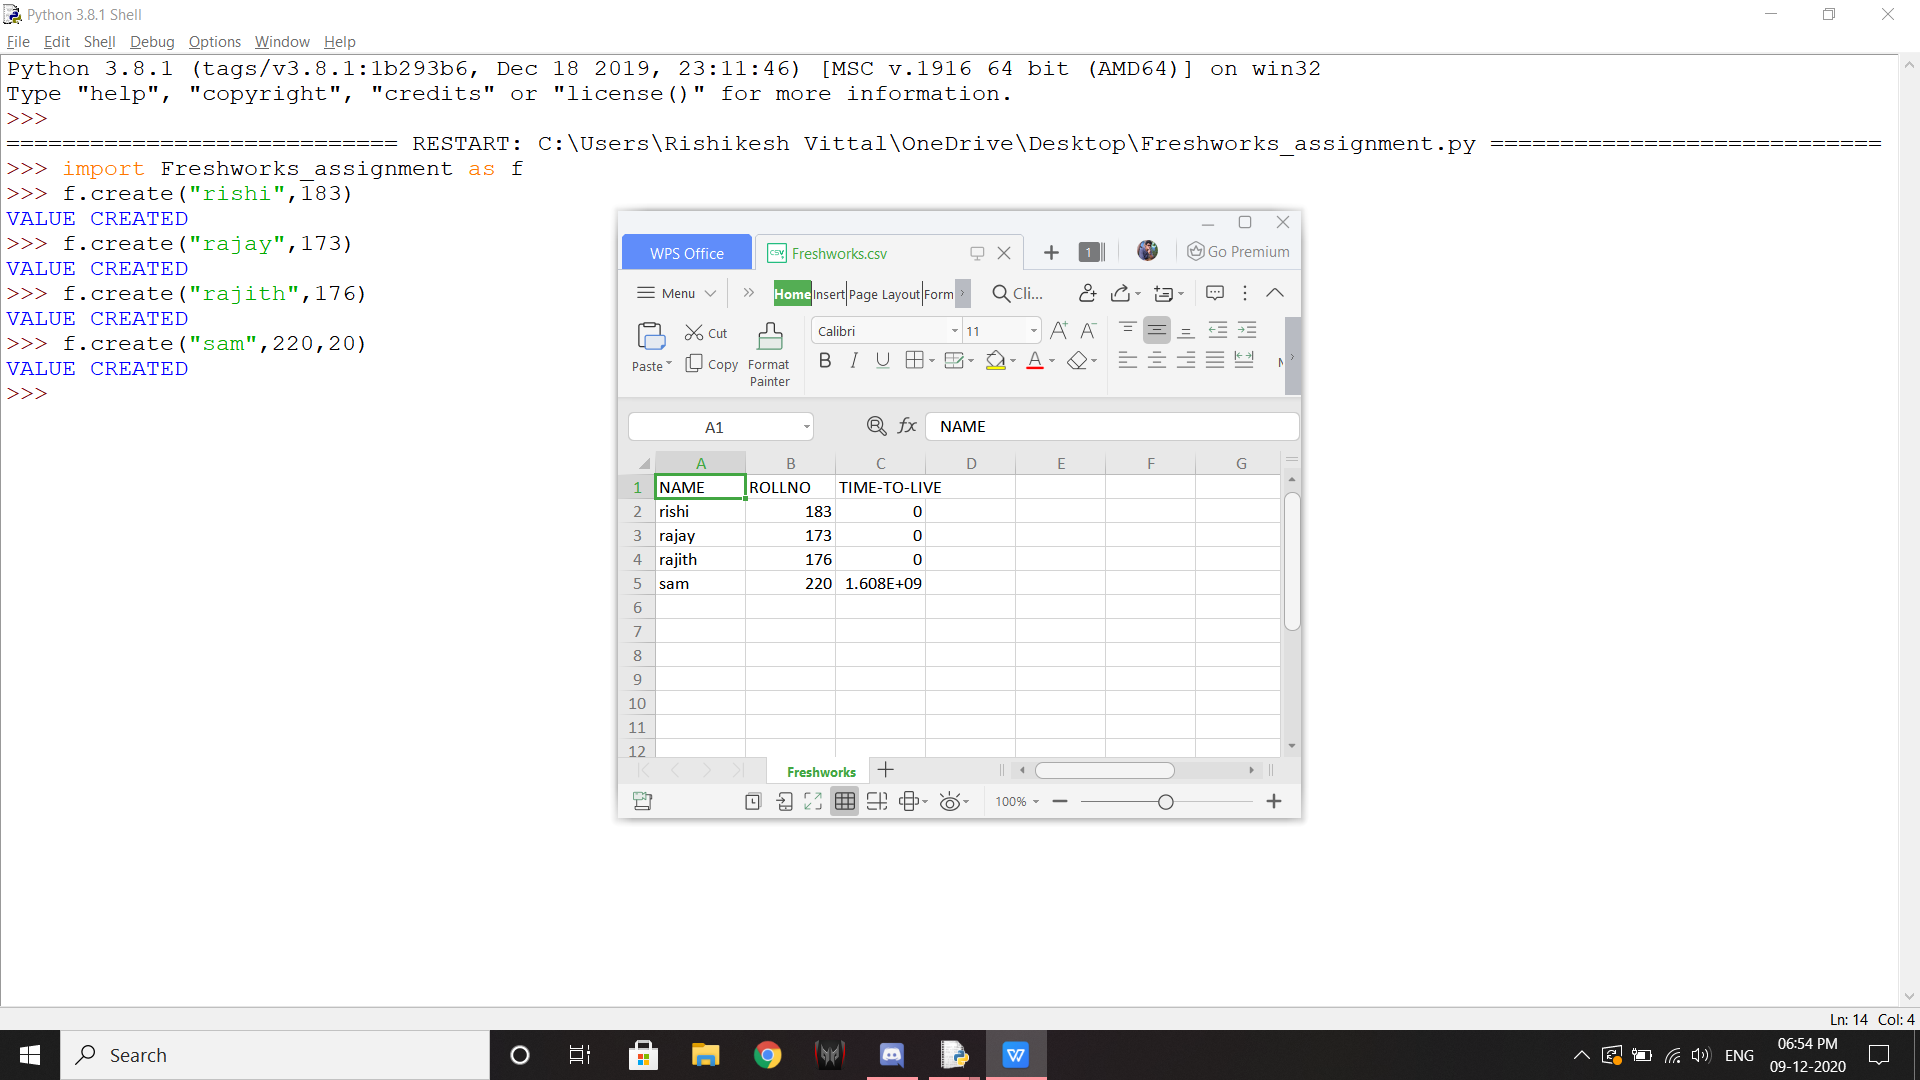 Python 3.8.1 Shell
File Edit Shell Debug Options Window Help
Python 3.8.1 (tags/v3.8.1:1b293b6, Dec 18 2019, 23:11:46) [MSC v.1916 64 bit (AMD64)] on win32
Type "help", "copyright", "credits" or "license()" for more information.
>>>
============================ RESTART: C:\Users\Rishikesh Vittal\OneDrive\Desktop\Freshworks_assignment.py ============================
>>> import Freshworks_assignment as f
>>> f.create("rishi",183)
VALUE CREATED
>>> f.create("rajay",173)
VALUE CREATED
>>> f.create("rajith",176)
VALUE CREATED
>>> f.create("sam",220,20)
VALUE CREATED
>>>
WPS Office Freshworks.csv 1 Go Premium
Menu Home Insert Page Layout Form Cli...
Cut Calibri 11
Paste Copy Format Painter B I U A
A1 fx NAME
A B C D E F G
1 NAME ROLLNO TIME-TO-LIVE
2 rishi 183 0
3 rajay 173 0
4 rajith 176 0
5 sam 220 1.608E+09
6
7
8
9
10
11
12
Freshworks
100%
Ln: 14 Col: 4
Search
ENG
06:54 PM
09-12-2020